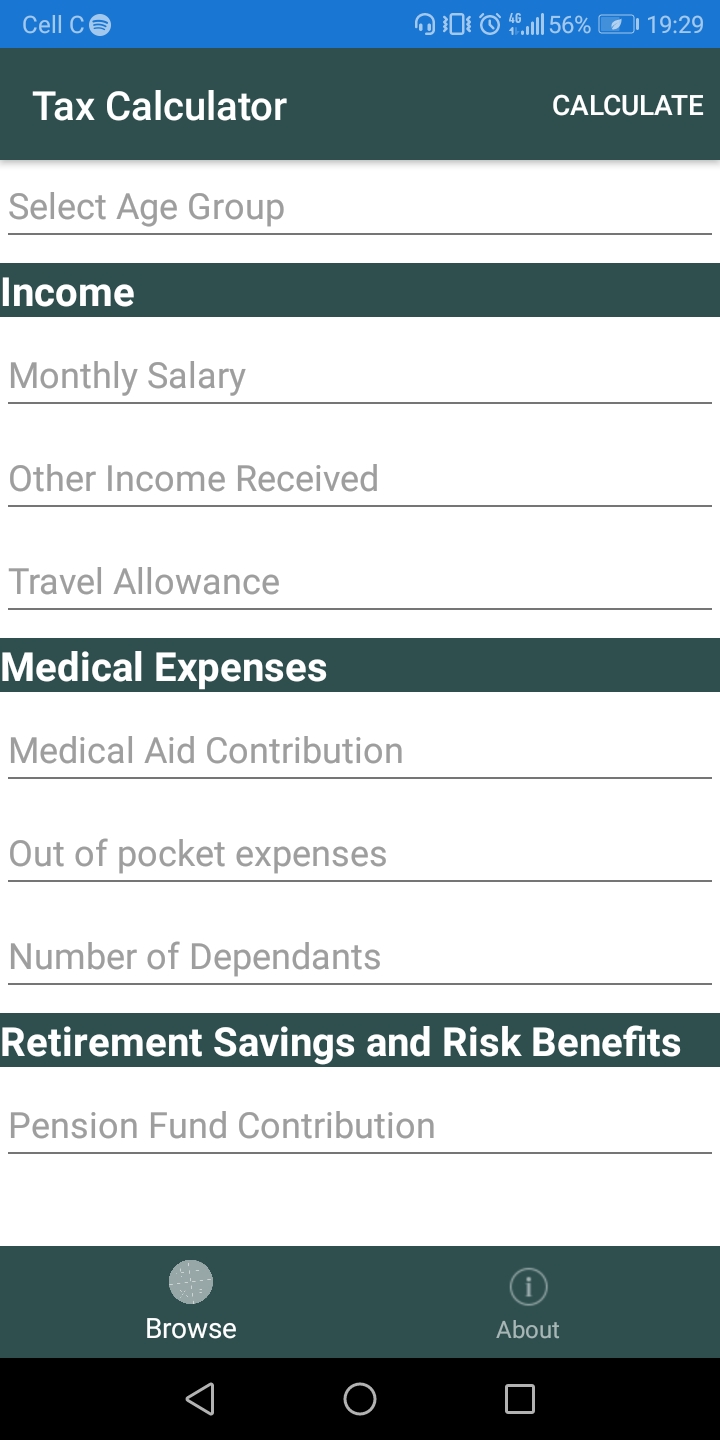 Cell C 4G 56% 19:29
Tax Calculator CALCULATE
Select Age Group
Income
Monthly Salary
Other Income Received
Travel Allowance
Medical Expenses
Medical Aid Contribution
Out of pocket expenses
Number of Dependants
Retirement Savings and Risk Benefits
Pension Fund Contribution
Browse About